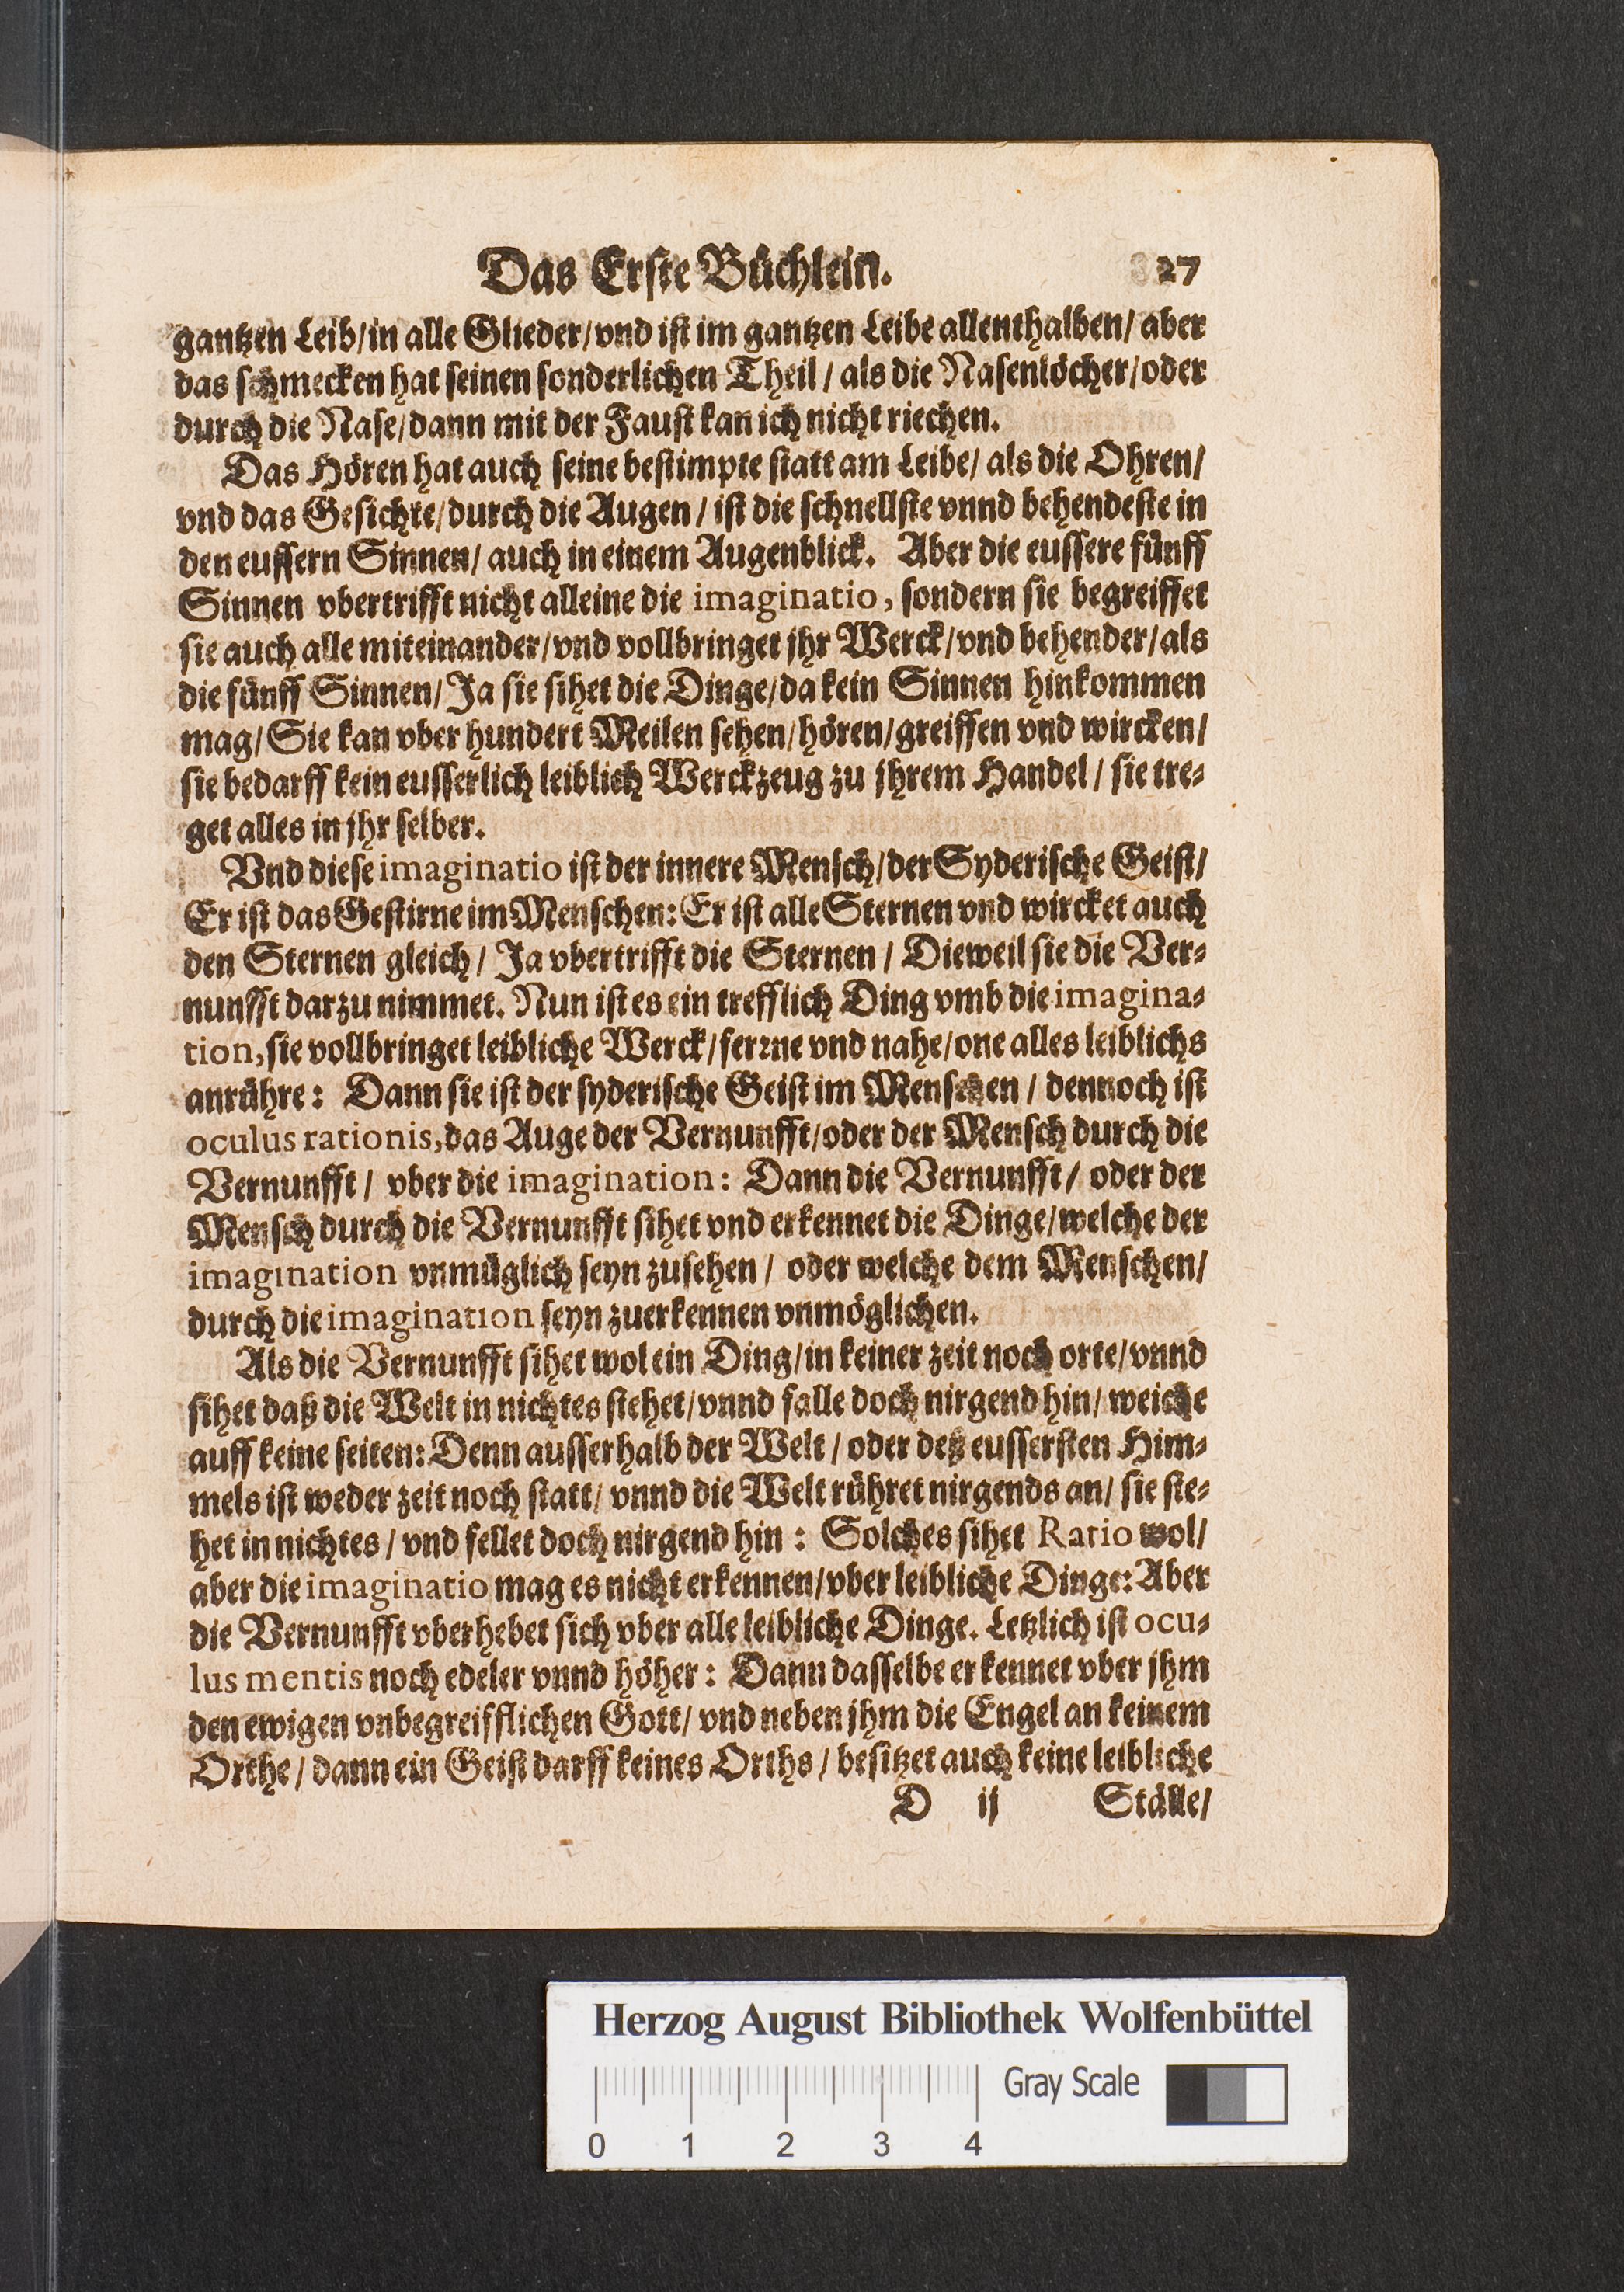 Das Erste Büchlein. 27
gantzen Leib/in alle Glieder/vnd ist im gantzen Leibe allenthalben/ aber
das schmecken hat seinen sonderlichen Theil / als die Nasenlöcher/oder
durch die Nase/dann mit der Faust kan ich nicht riechen.
Das Hören hat auch seine bestimpte statt am Leibe/ als die Ohren/
vnd das Gesichte/durch die Augen / ist die schnellste vnnd behendeste in
den eussern Sinnen/ auch in einem Augenblick. Aber die eussere fünff
Sinnen vbertrifft nicht alleine die imaginatio, sondern sie begreiffet
sie auch alle miteinander/vnd vollbringet jhr Werck/vnd behender/als
die fünff Sinnen/Ja sie sihet die Dinge/da kein Sinnen hinkommen
mag/Sie kan vber hundert Meilen sehen/hören/greiffen vnd wircken/
sie bedarff kein eusserlich leiblich Werckzeug zu jhrem Handel / sie tre-
get alles in jhr selber.
Vnd diese imaginatio ist der innere Mensch/der Syderische Geist/
Er ist das Gestirne im Menschen: Er ist alle Sternen vnd wircket auch
den Sternen gleich / Ja vbertrifft die Sternen / Dieweil sie die Ver-
nunfft darzu nimmet. Nun ist es ein trefflich Ding vmb die imagina-
tion, sie vollbringet leibliche Werck/ferrne vnd nahe/one alles leiblichs
anrühre: Dann sie ist der syderische Geist im Menschen / dennoch ist
oculus rationis, das Auge der Vernunfft/oder der Mensch durch die
Vernunfft / vber die imagination: Dann die Vernunfft / oder der
Mensch durch die Vernunfft sihet vnd erkennet die Dinge/welche der
imagination vnmüglich seyn zusehen / oder welche dem Menschen/
durch die imagination seyn zuerkennen vnmöglichen.
Als die Vernunfft sihet wol ein Ding/in keiner zeit noch orte/vnnd
sihet daß die Welt in nichtes stehet/vnnd falle doch nirgend hin/ weiche
auff keine seiten: Denn ausserhalb der Welt / oder deß eussersten Him-
mels ist weder zeit noch statt/ vnnd die Welt rühret nirgends an/ sie ste-
het in nichtes / vnd fellet doch nirgend hin : Solches sihet Ratio wol/
aber die imaginatio mag es nicht erkennen/vber leibliche Dinge: Aber
die Vernunfft vberhebet sich vber alle leibliche Dinge. Letzlich ist ocu-
lus mentis noch edeler vnnd höher: Dann dasselbe erkennet vber jhm
den ewigen vnbegreifflichen Gott/ vnd neben jhm die Engel an keinem
Orthe / dann ein Geist darff keines Orths / besitzet auch keine leibliche
D ij Ställe/
Herzog August Bibliothek Wolfenbüttel
Gray Scale
0 1 2 3 4